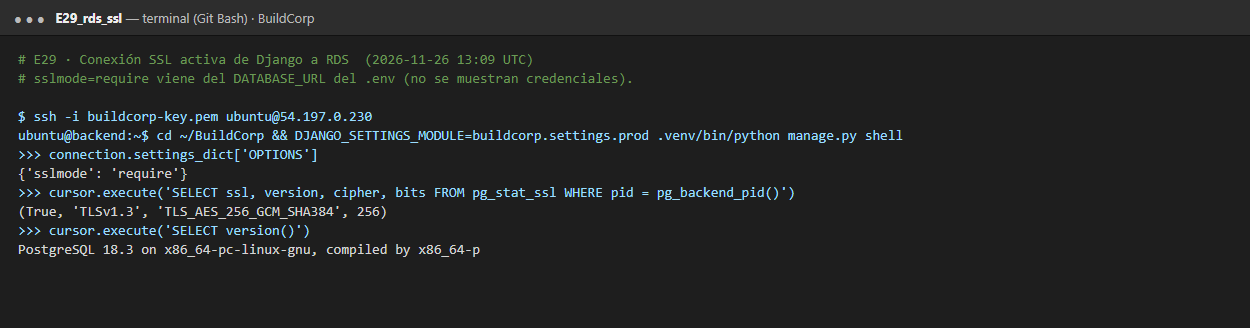 E29_rds_ssl — terminal (Git Bash) · BuildCorp
# E29 · Conexión SSL activa de Django a RDS  (2026-11-26 13:09 UTC)
# sslmode=require viene del DATABASE_URL del .env (no se muestran credenciales).
$ ssh -i buildcorp-key.pem ubuntu@54.197.0.230
ubuntu@backend:~$ cd ~/BuildCorp && DJANGO_SETTINGS_MODULE=buildcorp.settings.prod .venv/bin/python manage.py shell
>>> connection.settings_dict['OPTIONS']
{'sslmode': 'require'}
>>> cursor.execute('SELECT ssl, version, cipher, bits FROM pg_stat_ssl WHERE pid = pg_backend_pid()')
(True, 'TLSv1.3', 'TLS_AES_256_GCM_SHA384', 256)
>>> cursor.execute('SELECT version()')
PostgreSQL 18.3 on x86_64-pc-linux-gnu, compiled by x86_64-p